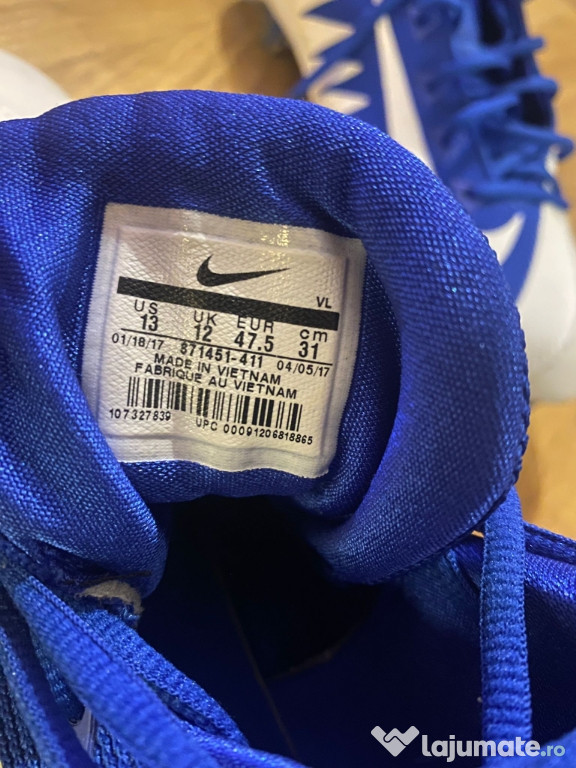 VL
US UK EUR cm
13 12 47.5 31
01/18/17 871451-411 04/05/17
MADE IN VIETNAM
FABRIQUE AU VIETNAM
107327839 UPC 00091206818865
lajumate.ro